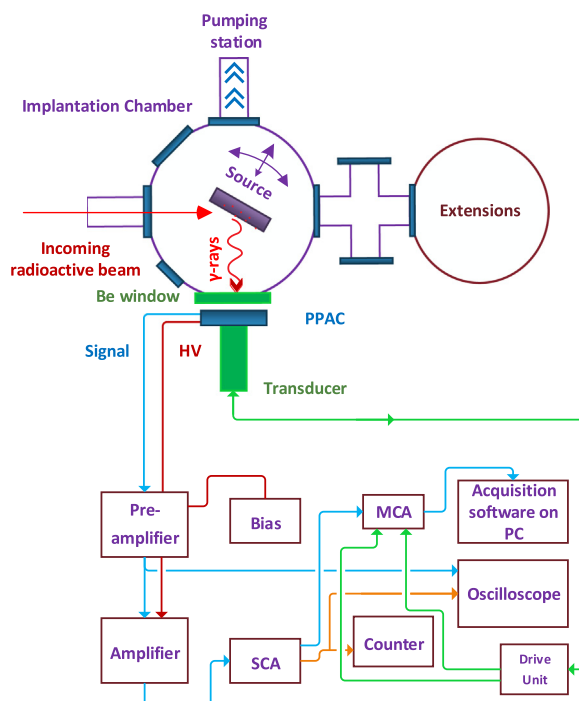 Pumping
station
Implantation Chamber
Source
Extensions
Incoming
radioactive beam
γ-rays
Be window
PPAC
Signal
HV
Transducer
Pre-
amplifier
Bias
MCA
Acquisition
software on
PC
Oscilloscope
Amplifier
SCA
Counter
Drive
Unit